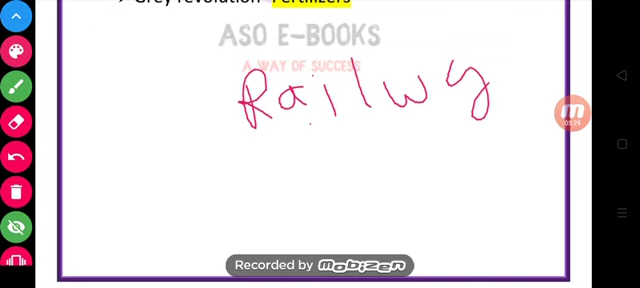 ➤ Grey revolution- Fertilizers
ASO E-BOOKS
A WAY OF SUCCESS
Railwy
05:29
Recorded by mobizen